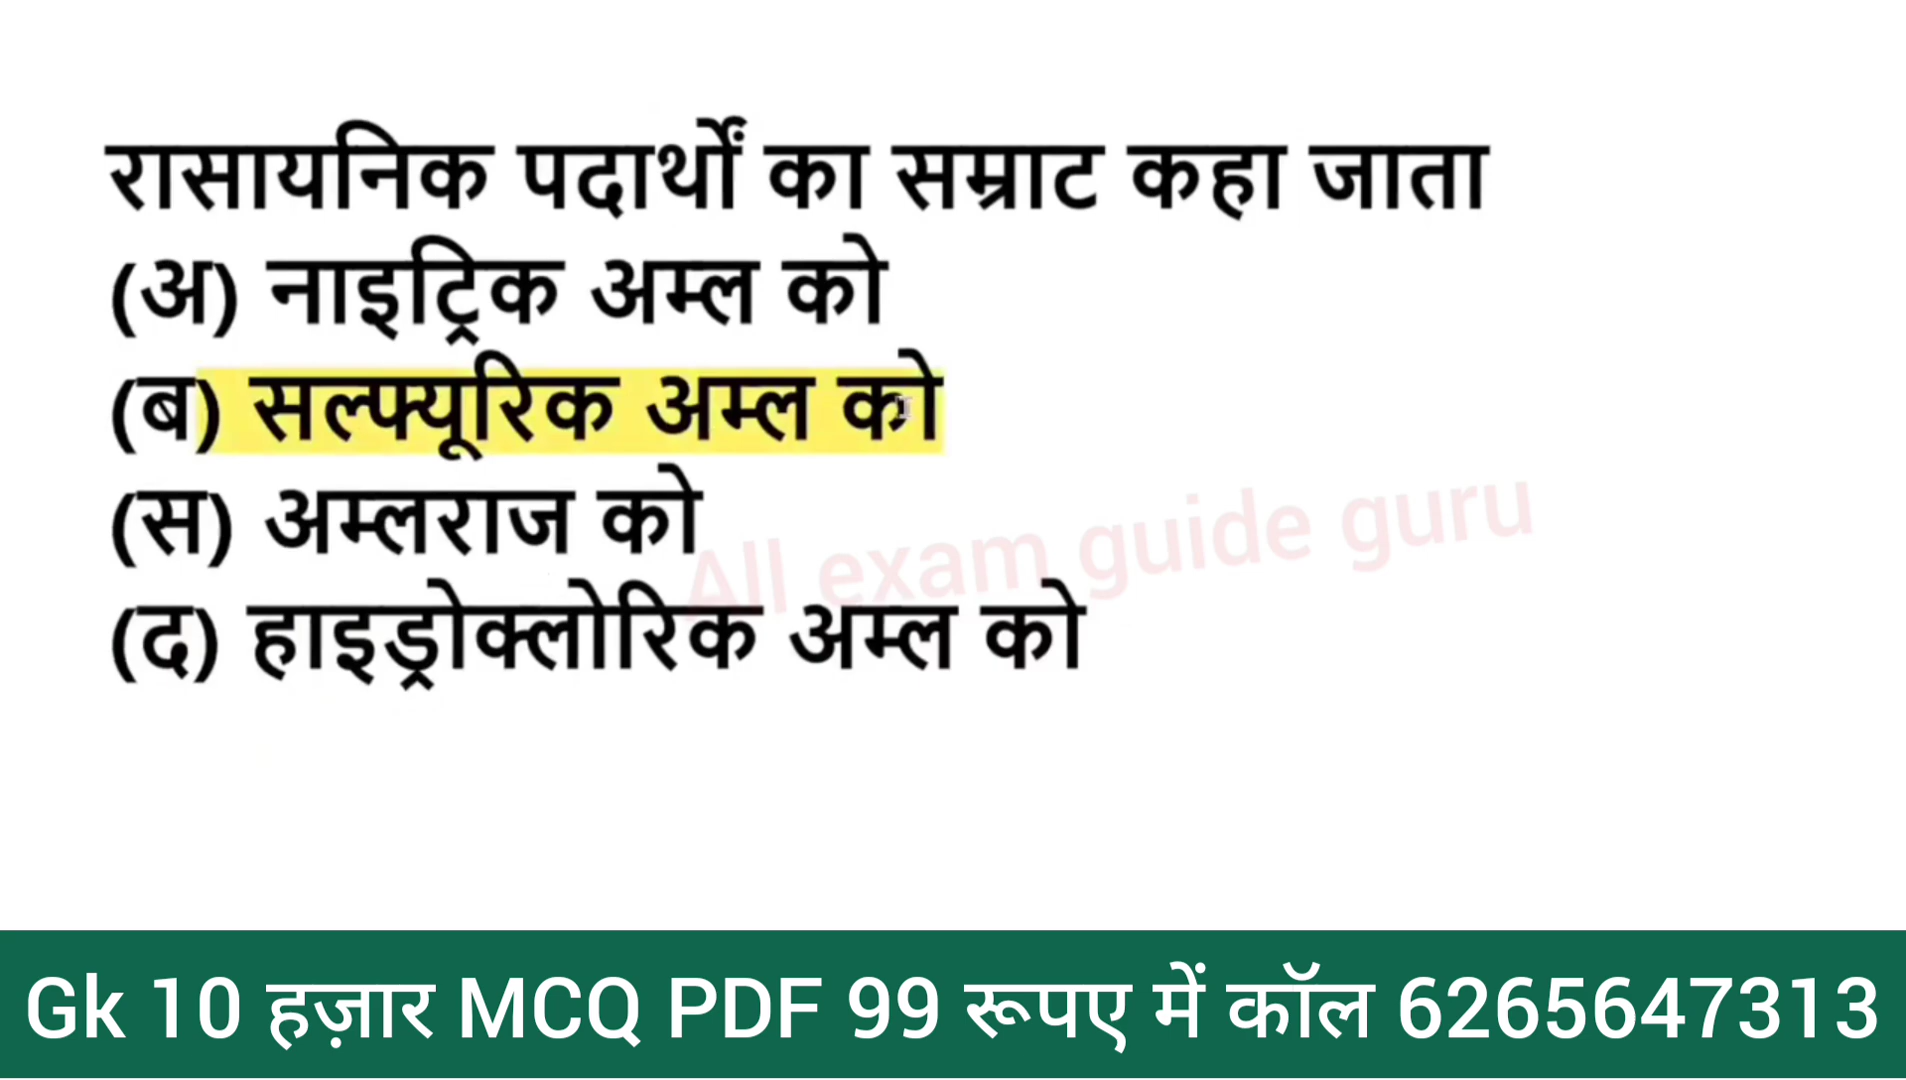 रासायनिक पदार्थों का सम्राट कहा जाता
(अ) नाइट्रिक अम्ल को
(ब) सल्फ्यूरिक अम्ल को
(स) अम्लराज को
All exam guide guru
(द) हाइड्रोक्लोरिक अम्ल को
Gk 10 हज़ार MCQ PDF 99 रूपए में कॉल 6265647313